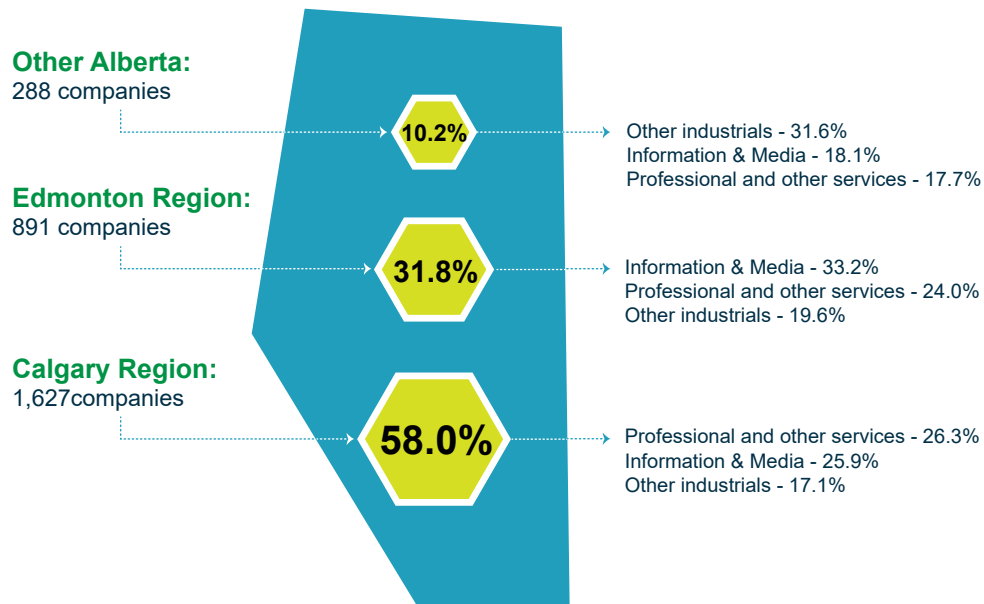 Other Alberta:
288 companies
10.2%
Other industrials - 31.6%
Information & Media - 18.1%
Professional and other services - 17.7%
Edmonton Region:
891 companies
31.8%
Information & Media - 33.2%
Professional and other services - 24.0%
Other industrials - 19.6%
Calgary Region:
1,627companies
58.0%
Professional and other services - 26.3%
Information & Media - 25.9%
Other industrials - 17.1%